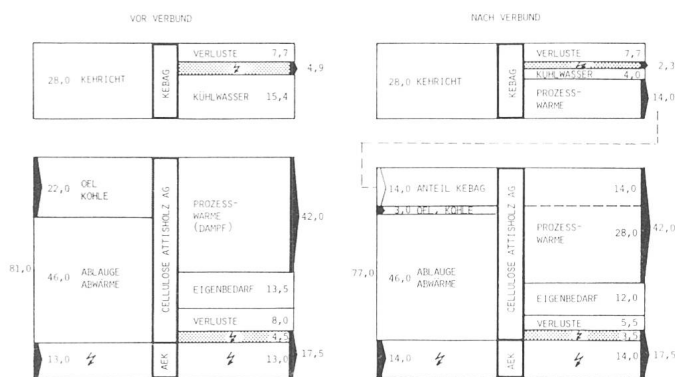 VOR VERBUND
VERLUSTE 7,7
4,9
28,0 KEHRICHT
KEBAG
KÜHLWASSER 15,4
22,0 OEL
KOHLE
PROZESS-
WÄRME
(DAMPF)
42,0
CELLULOSE ATTISHOLZ AG
81,0
46,0 ABLAUGE
ABWÄRME
EIGENBEDARF 13,5
VERLUSTE 8,0
4,5
17,5
13,0
AEK
13,0
NACH VERBUND
VERLUSTE 7,7
2,3
28,0 KEHRICHT
KEBAG
KÜHLWASSER 4,0
PROZESS-
WÄRME
14,0
14,0 ANTEIL KEBAG
14,0
3,0 OEL, KOHLE
CELLULOSE ATTISHOLZ AG
PROZESS-
WÄRME 28,0
42,0
77,0
46,0 ABLAUGE
ABWÄRME
EIGENBEDARF 12,0
VERLUSTE 5,5
3,5
17,5
14,0
AEK
14,0